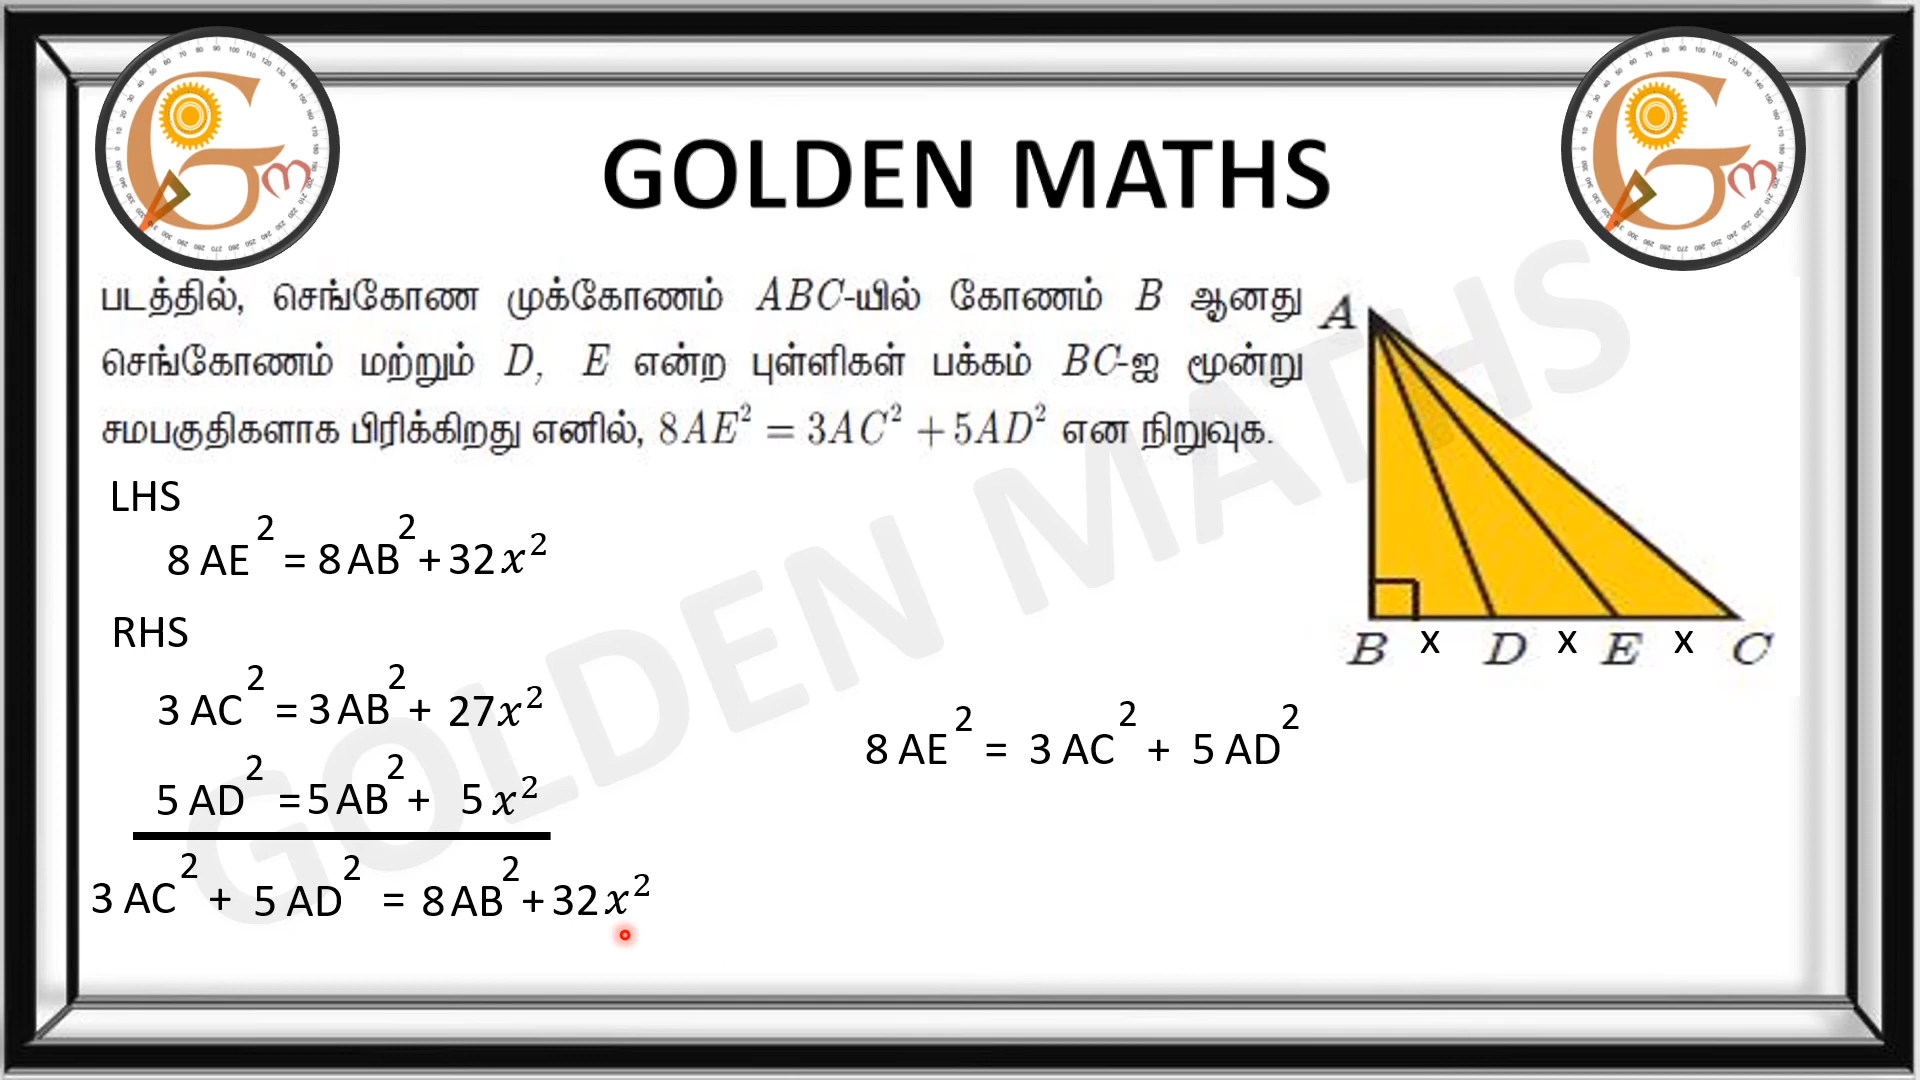 GOLDEN MATHS
படத்தில், செங்கோண முக்கோணம் ABC-யில் கோணம் B ஆனது
செங்கோணம் மற்றும் D, E என்ற புள்ளிகள் பக்கம் BC-ஐ மூன்று
சமபகுதிகளாக பிரிக்கிறது எனில், 8AE² = 3AC² + 5AD² என நிறுவுக.
A
B x D x E x C
LHS
8 AE² = 8 AB² + 32x²
RHS
3 AC² = 3 AB² + 27x²
5 AD² = 5 AB² + 5x²
3 AC² + 5 AD² = 8 AB² + 32x²
8 AE² = 3 AC² + 5 AD²
GOLDEN MATHS